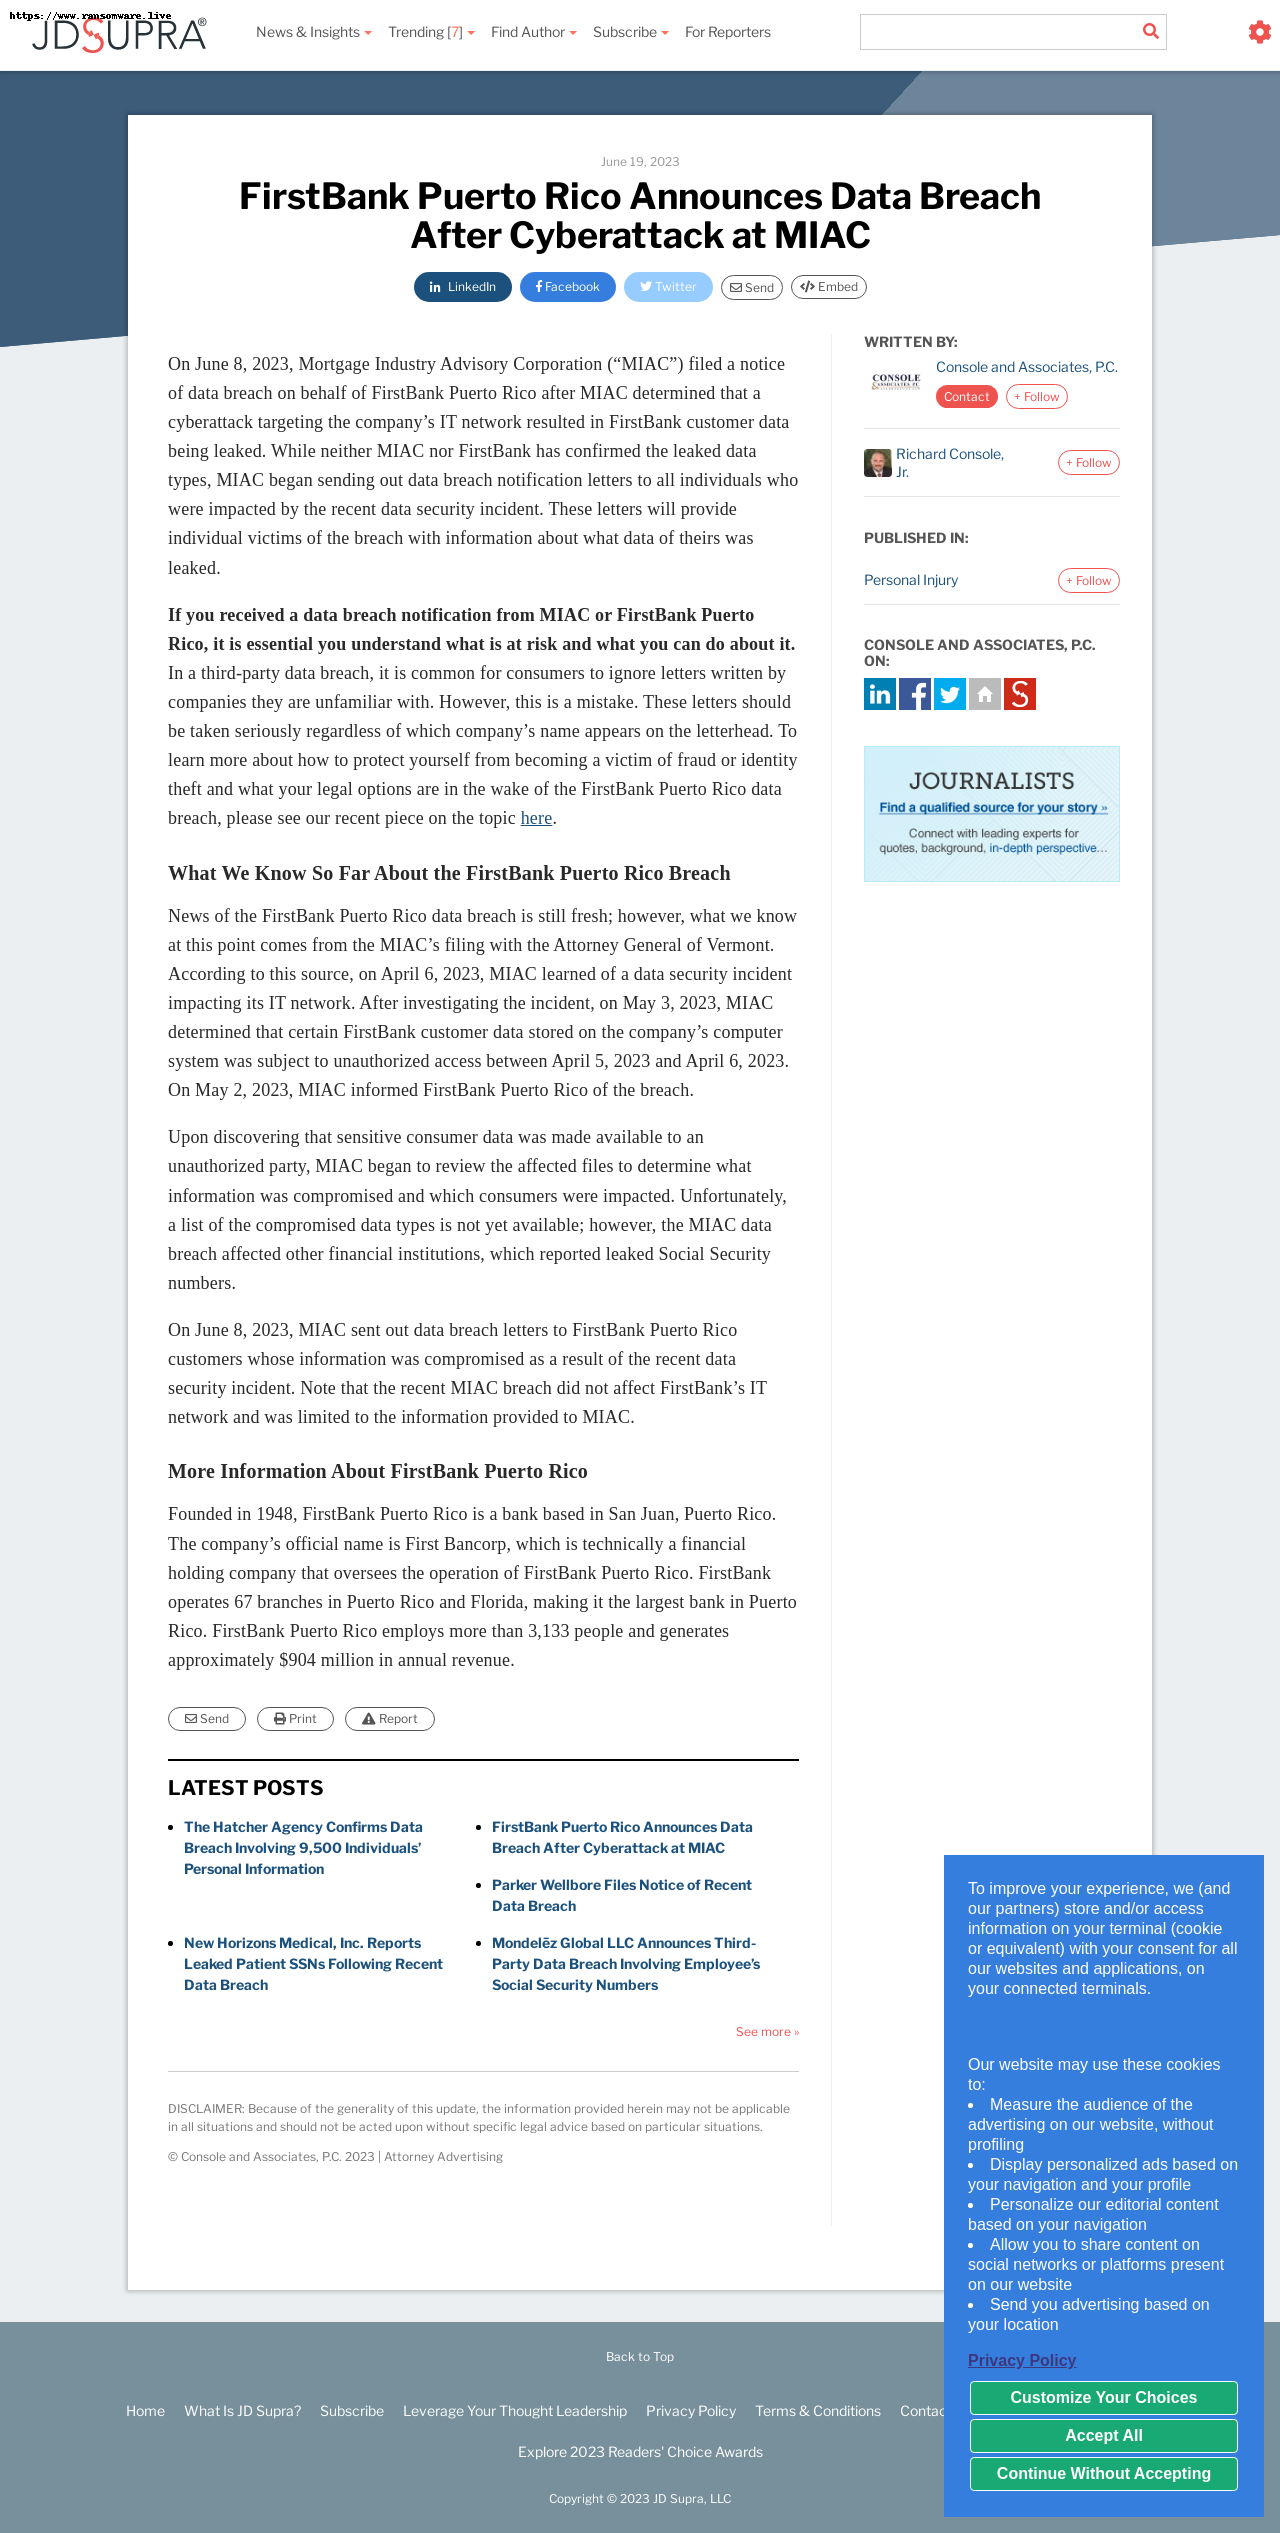 https://www.ransomware.live
JDSUPRA®
News & Insights
Trending [7]
Find Author
Subscribe
For Reporters
June 19, 2023
FirstBank Puerto Rico Announces Data Breach
After Cyberattack at MIAC
LinkedIn
Facebook
Twitter
Send
Embed
On June 8, 2023, Mortgage Industry Advisory Corporation (“MIAC”) filed a notice
of data breach on behalf of FirstBank Puerto Rico after MIAC determined that a
cyberattack targeting the company’s IT network resulted in FirstBank customer data
being leaked. While neither MIAC nor FirstBank has confirmed the leaked data
types, MIAC began sending out data breach notification letters to all individuals who
were impacted by the recent data security incident. These letters will provide
individual victims of the breach with information about what data of theirs was
leaked.
If you received a data breach notification from MIAC or FirstBank Puerto
Rico, it is essential you understand what is at risk and what you can do about it.
In a third-party data breach, it is common for consumers to ignore letters written by
companies they are unfamiliar with. However, this is a mistake. These letters should
be taken seriously regardless of which company’s name appears on the letterhead. To
learn more about how to protect yourself from becoming a victim of fraud or identity
theft and what your legal options are in the wake of the FirstBank Puerto Rico data
breach, please see our recent piece on the topic here.
What We Know So Far About the FirstBank Puerto Rico Breach
News of the FirstBank Puerto Rico data breach is still fresh; however, what we know
at this point comes from the MIAC’s filing with the Attorney General of Vermont.
According to this source, on April 6, 2023, MIAC learned of a data security incident
impacting its IT network. After investigating the incident, on May 3, 2023, MIAC
determined that certain FirstBank customer data stored on the company’s computer
system was subject to unauthorized access between April 5, 2023 and April 6, 2023.
On May 2, 2023, MIAC informed FirstBank Puerto Rico of the breach.
Upon discovering that sensitive consumer data was made available to an
unauthorized party, MIAC began to review the affected files to determine what
information was compromised and which consumers were impacted. Unfortunately,
a list of the compromised data types is not yet available; however, the MIAC data
breach affected other financial institutions, which reported leaked Social Security
numbers.
On June 8, 2023, MIAC sent out data breach letters to FirstBank Puerto Rico
customers whose information was compromised as a result of the recent data
security incident. Note that the recent MIAC breach did not affect FirstBank’s IT
network and was limited to the information provided to MIAC.
More Information About FirstBank Puerto Rico
Founded in 1948, FirstBank Puerto Rico is a bank based in San Juan, Puerto Rico.
The company’s official name is First Bancorp, which is technically a financial
holding company that oversees the operation of FirstBank Puerto Rico. FirstBank
operates 67 branches in Puerto Rico and Florida, making it the largest bank in Puerto
Rico. FirstBank Puerto Rico employs more than 3,133 people and generates
approximately $904 million in annual revenue.
Send
Print
Report
LATEST POSTS
The Hatcher Agency Confirms Data
Breach Involving 9,500 Individuals’
Personal Information
FirstBank Puerto Rico Announces Data
Breach After Cyberattack at MIAC
Parker Wellbore Files Notice of Recent
Data Breach
New Horizons Medical, Inc. Reports
Leaked Patient SSNs Following Recent
Data Breach
Mondelēz Global LLC Announces Third-
Party Data Breach Involving Employee’s
Social Security Numbers
See more »
DISCLAIMER: Because of the generality of this update, the information provided herein may not be applicable
in all situations and should not be acted upon without specific legal advice based on particular situations.
© Console and Associates, P.C. 2023 | Attorney Advertising
WRITTEN BY:
CONSOLE
& ASSOCIATES PC
Console and Associates, P.C.
Contact
+ Follow
Richard Console,
Jr.
+ Follow
PUBLISHED IN:
Personal Injury
+ Follow
CONSOLE AND ASSOCIATES, P.C.
ON:
JOURNALISTS
Find a qualified source for your story »
Connect with leading experts for
quotes, background, in-depth perspective…
To improve your experience, we (and
our partners) store and/or access
information on your terminal (cookie
or equivalent) with your consent for all
our websites and applications, on
your connected terminals.
Our website may use these cookies
to:
• Measure the audience of the
advertising on our website, without
profiling
• Display personalized ads based on
your navigation and your profile
• Personalize our editorial content
based on your navigation
• Allow you to share content on
social networks or platforms present
on our website
• Send you advertising based on
your location
Privacy Policy
Customize Your Choices
Accept All
Continue Without Accepting
Back to Top
Home
What Is JD Supra?
Subscribe
Leverage Your Thought Leadership
Privacy Policy
Terms & Conditions
Contac
Explore 2023 Readers' Choice Awards
Copyright © 2023 JD Supra, LLC